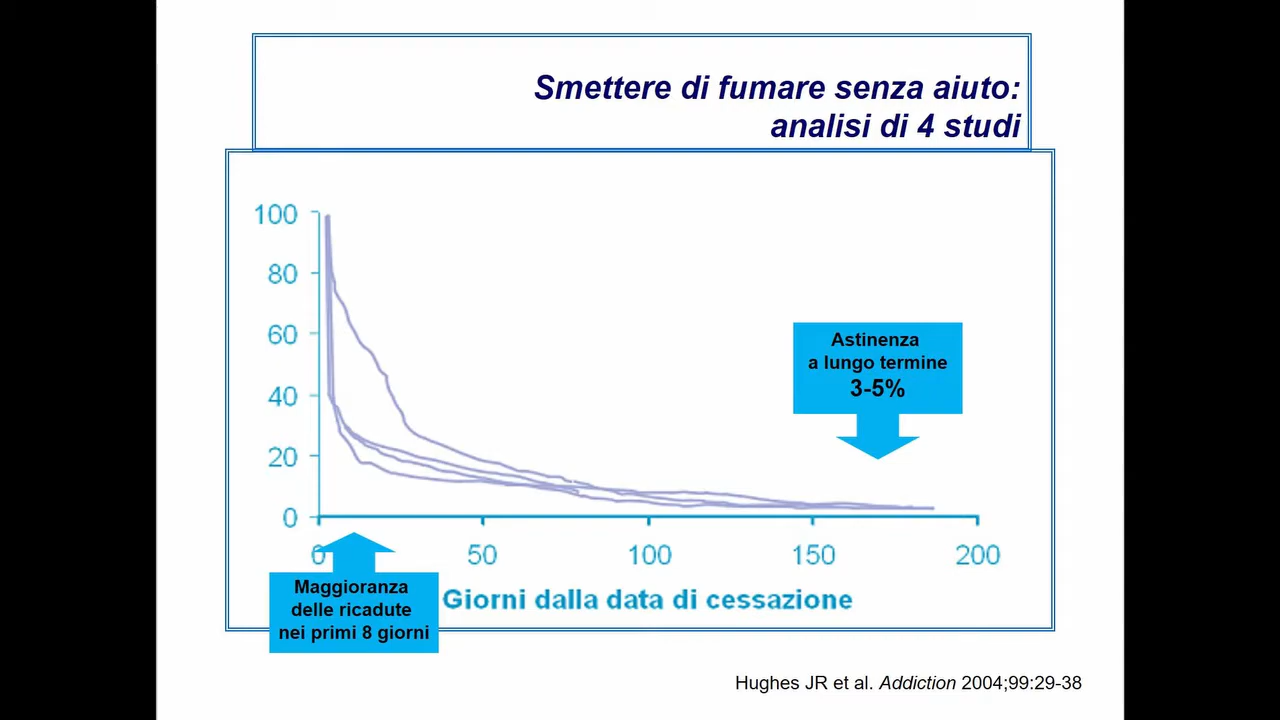 Smettere di fumare senza aiuto:
analisi di 4 studi
100
80
60
40
20
0
Astinenza
a lungo termine
3-5%
0 50 100 150 200
Maggioranza
delle ricadute
nei primi 8 giorni
Giorni dalla data di cessazione
Hughes JR et al. Addiction 2004;99:29-38